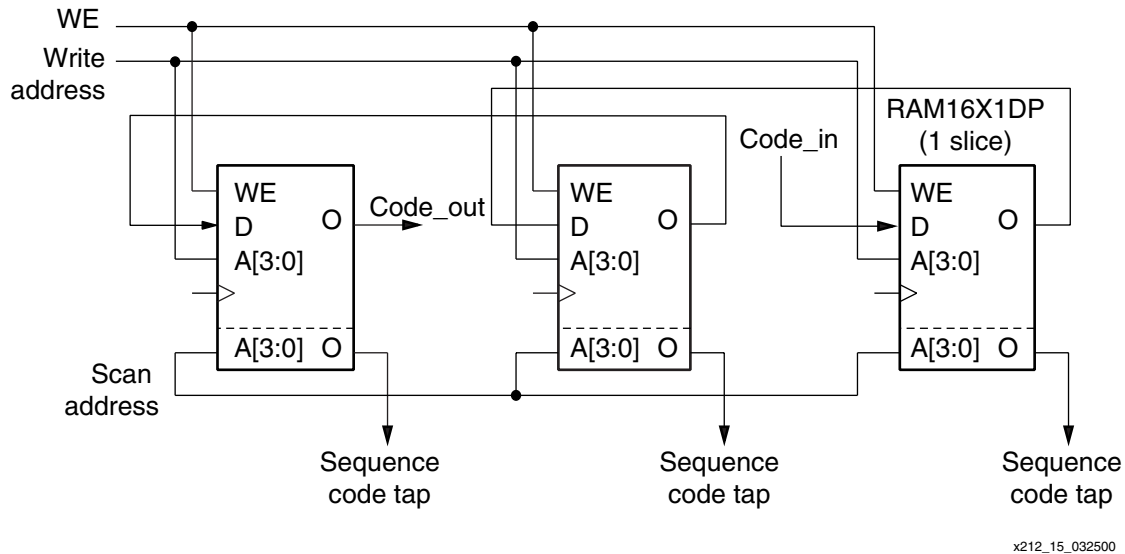 WE
Write
address
RAM16X1DP
(1 slice)
Code_in
WE
D
O
A[3:0]
A[3:0] O
Code_out
WE
D
O
A[3:0]
A[3:0] O
WE
D
O
A[3:0]
A[3:0] O
Scan
address
Sequence
code tap
Sequence
code tap
Sequence
code tap
x212_15_032500